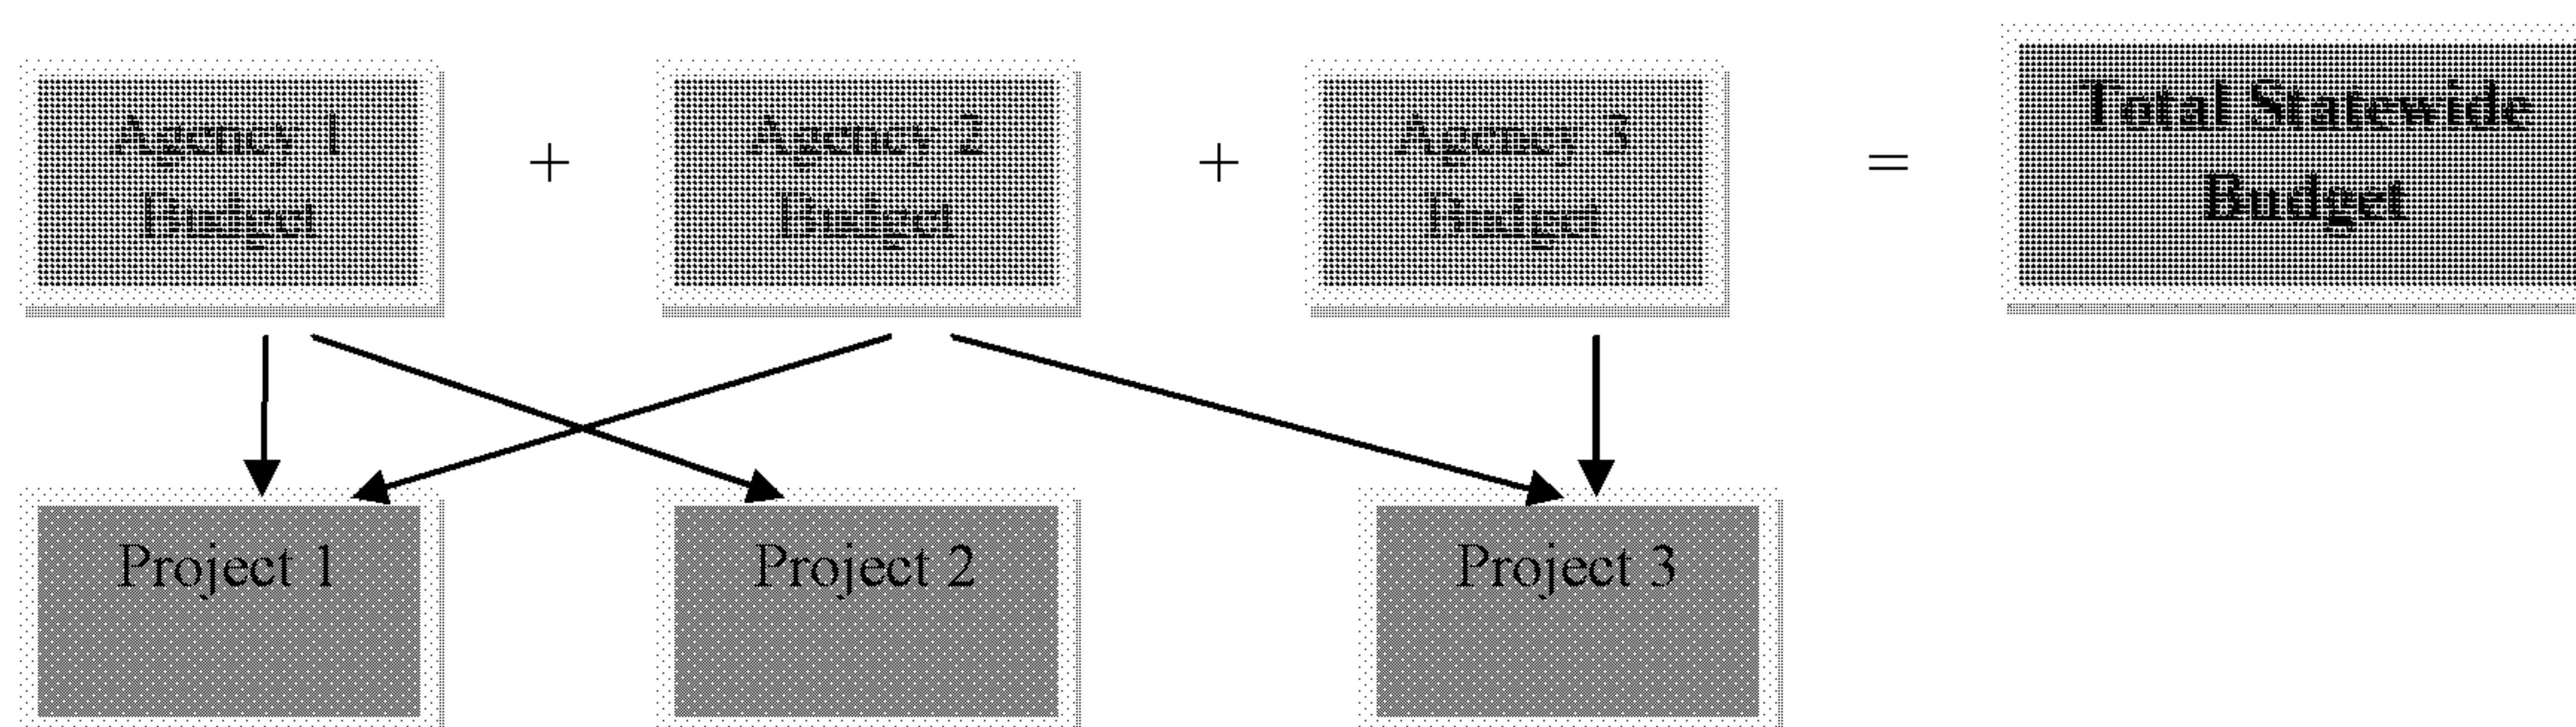 Agency 1
Budget
+
Agency 2
Budget
+
Agency 3
Budget
=
Total Statewide
Budget
Project 1
Project 2
Project 3